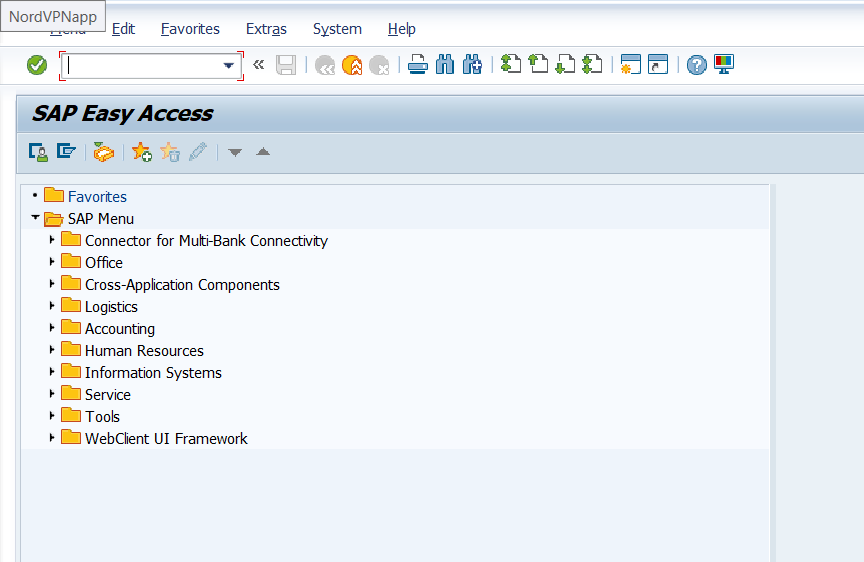 NordVPNapp
Menu Edit Favorites Extras System Help
SAP Easy Access
Favorites
SAP Menu
Connector for Multi-Bank Connectivity
Office
Cross-Application Components
Logistics
Accounting
Human Resources
Information Systems
Service
Tools
WebClient UI Framework